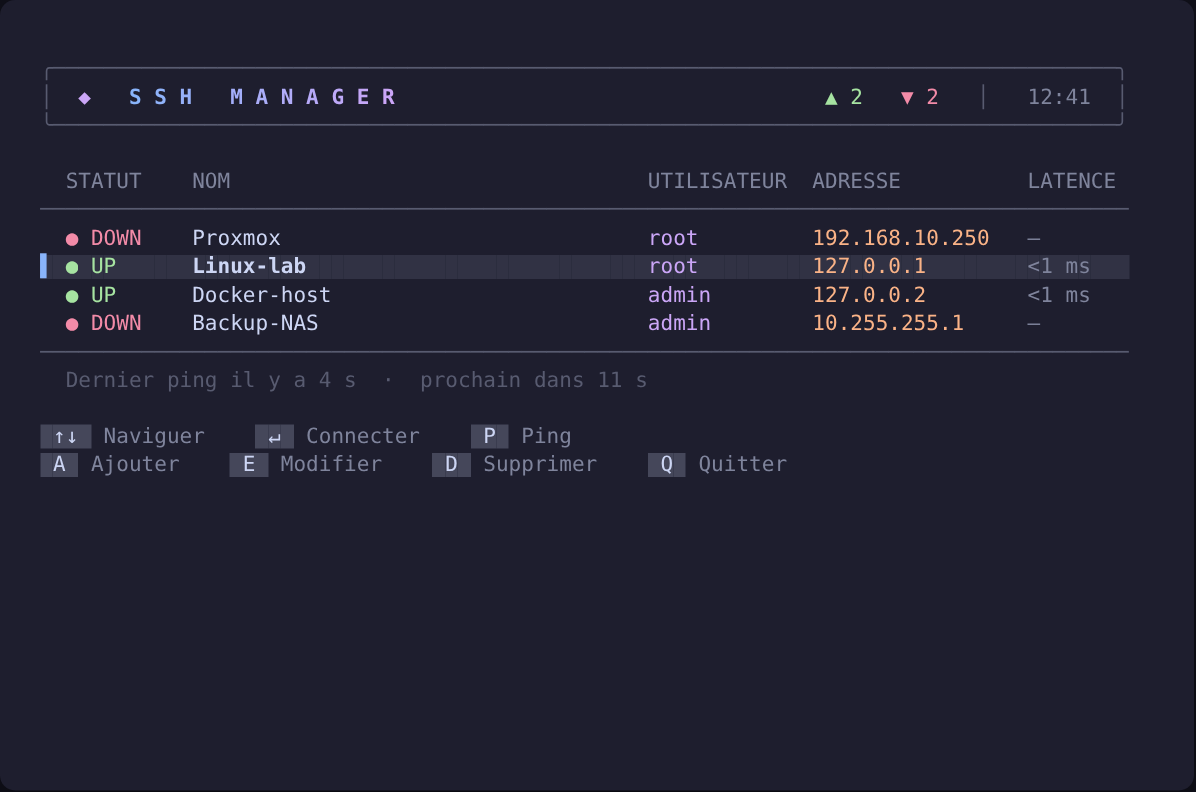 ◆ SSH MANAGER ▲ 2 ▼ 2 │ 12:41
STATUT NOM UTILISATEUR ADRESSE LATENCE
● DOWN Proxmox root 192.168.10.250 —
● UP Linux-lab root 127.0.0.1 <1 ms
● UP Docker-host admin 127.0.0.2 <1 ms
● DOWN Backup-NAS admin 10.255.255.1 —
Dernier ping il y a 4 s · prochain dans 11 s
↑↓ Naviguer ↵ Connecter P Ping
A Ajouter E Modifier D Supprimer Q Quitter